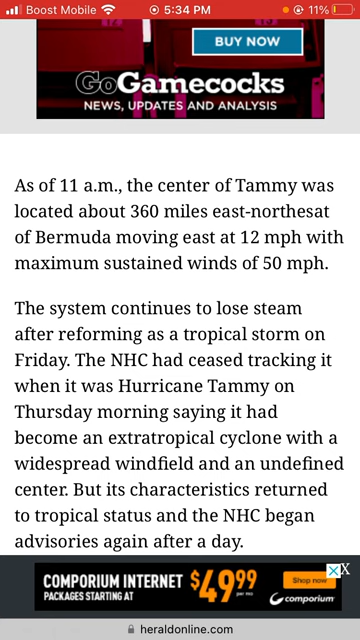 Boost Mobile 5:34 PM 11%
BUY NOW
GoGamecocks
NEWS, UPDATES AND ANALYSIS
As of 11 a.m., the center of Tammy was
located about 360 miles east-northesat
of Bermuda moving east at 12 mph with
maximum sustained winds of 50 mph.
The system continues to lose steam
after reforming as a tropical storm on
Friday. The NHC had ceased tracking it
when it was Hurricane Tammy on
Thursday morning saying it had
become an extratropical cyclone with a
widespread windfield and an undefined
center. But its characteristics returned
to tropical status and the NHC began
advisories again after a day.
X
COMPORIUM INTERNET
PACKAGES STARTING AT
$49.99
per mo.
Shop now
comporium
heraldonline.com